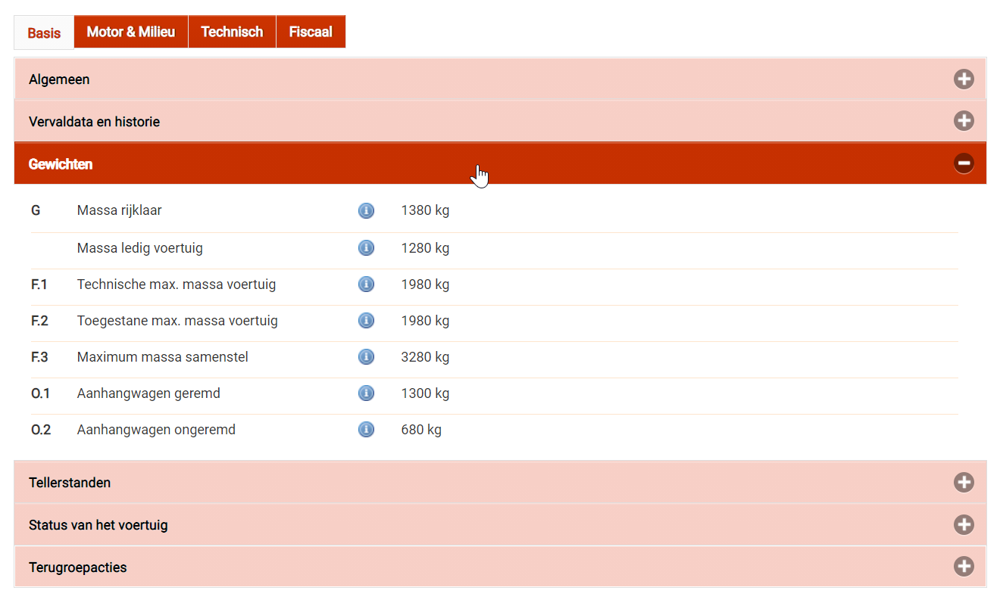 Basis Motor & Milieu Technisch Fiscaal
Algemeen
Vervaldata en historie
Gewichten
G Massa rijklaar 1380 kg
Massa ledig voertuig 1280 kg
F.1 Technische max. massa voertuig 1980 kg
F.2 Toegestane max. massa voertuig 1980 kg
F.3 Maximum massa samenstel 3280 kg
O.1 Aanhangwagen geremd 1300 kg
O.2 Aanhangwagen ongeremd 680 kg
Tellerstanden
Status van het voertuig
Terugroepacties